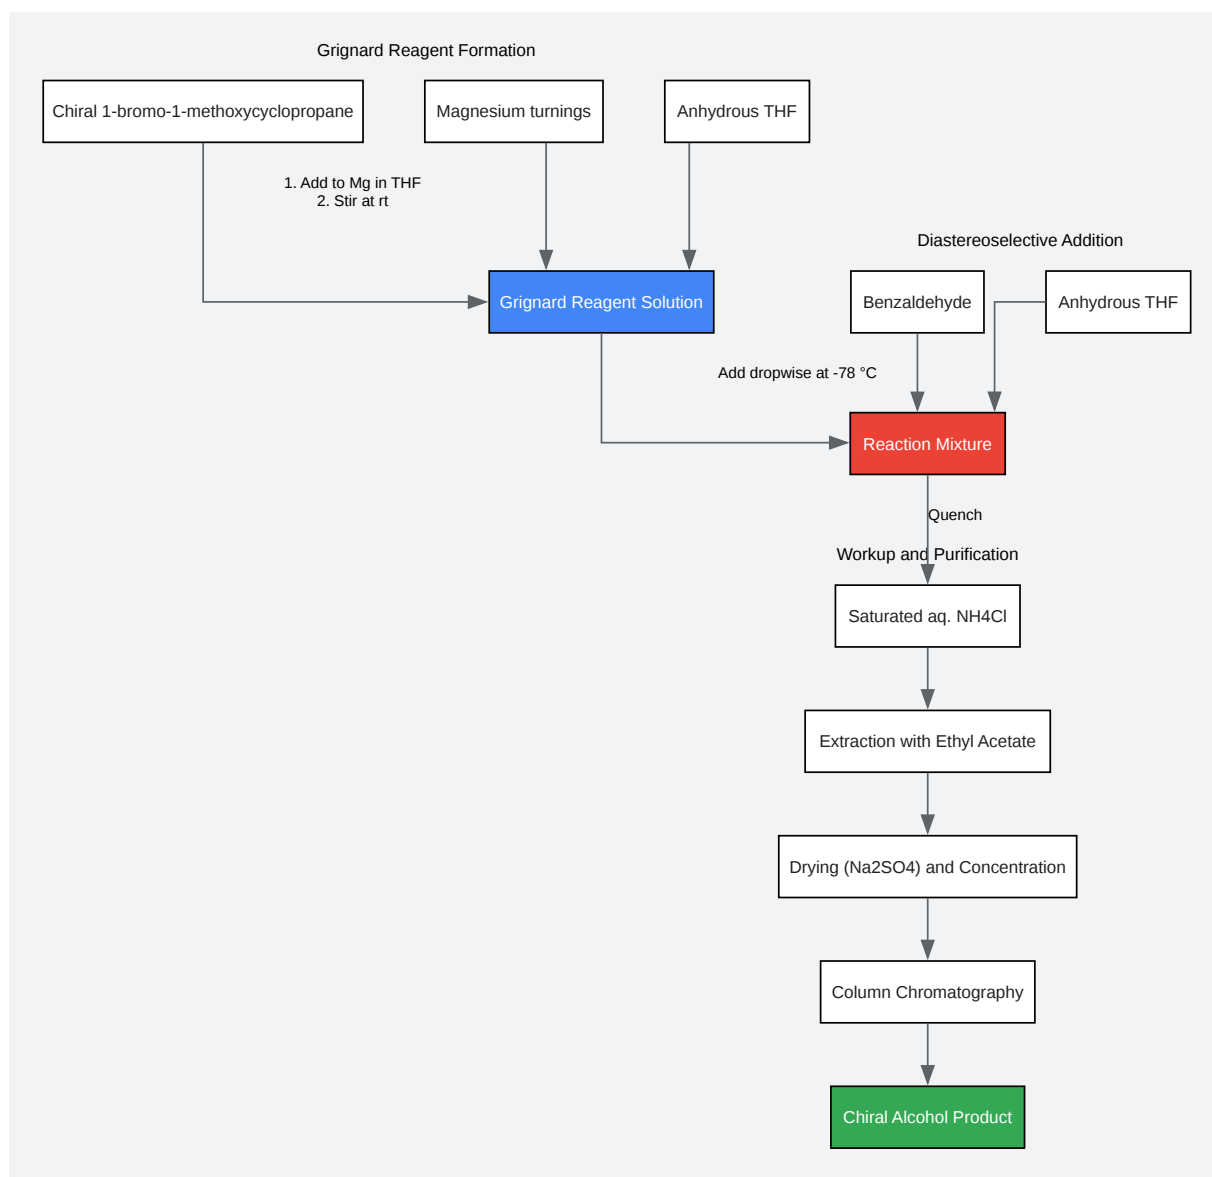 Grignard Reagent Formation
Chiral 1-bromo-1-methoxycyclopropane
Magnesium turnings
Anhydrous THF
1. Add to Mg in THF
2. Stir at rt
Diastereoselective Addition
Grignard Reagent Solution
Benzaldehyde
Anhydrous THF
Add dropwise at -78 °C
Reaction Mixture
Quench
Workup and Purification
Saturated aq. NH4Cl
Extraction with Ethyl Acetate
Drying (Na2SO4) and Concentration
Column Chromatography
Chiral Alcohol Product